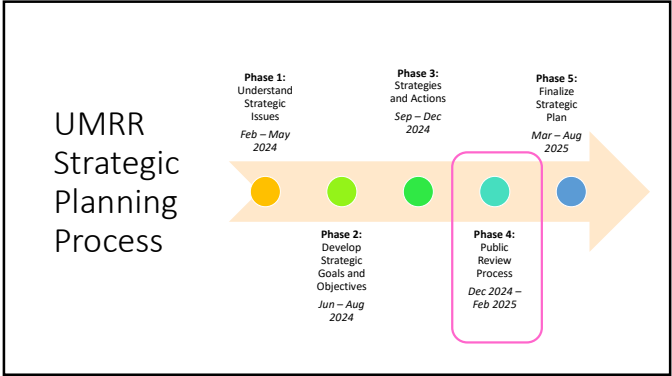 UMRR
Strategic
Planning
Process
Phase 1:
Understand
Strategic
Issues
Feb – May
2024
Phase 2:
Develop
Strategic
Goals and
Objectives
Jun – Aug
2024
Phase 3:
Strategies
and Actions
Sep – Dec
2024
Phase 4:
Public
Review
Process
Dec 2024 –
Feb 2025
Phase 5:
Finalize
Strategic
Plan
Mar – Aug
2025